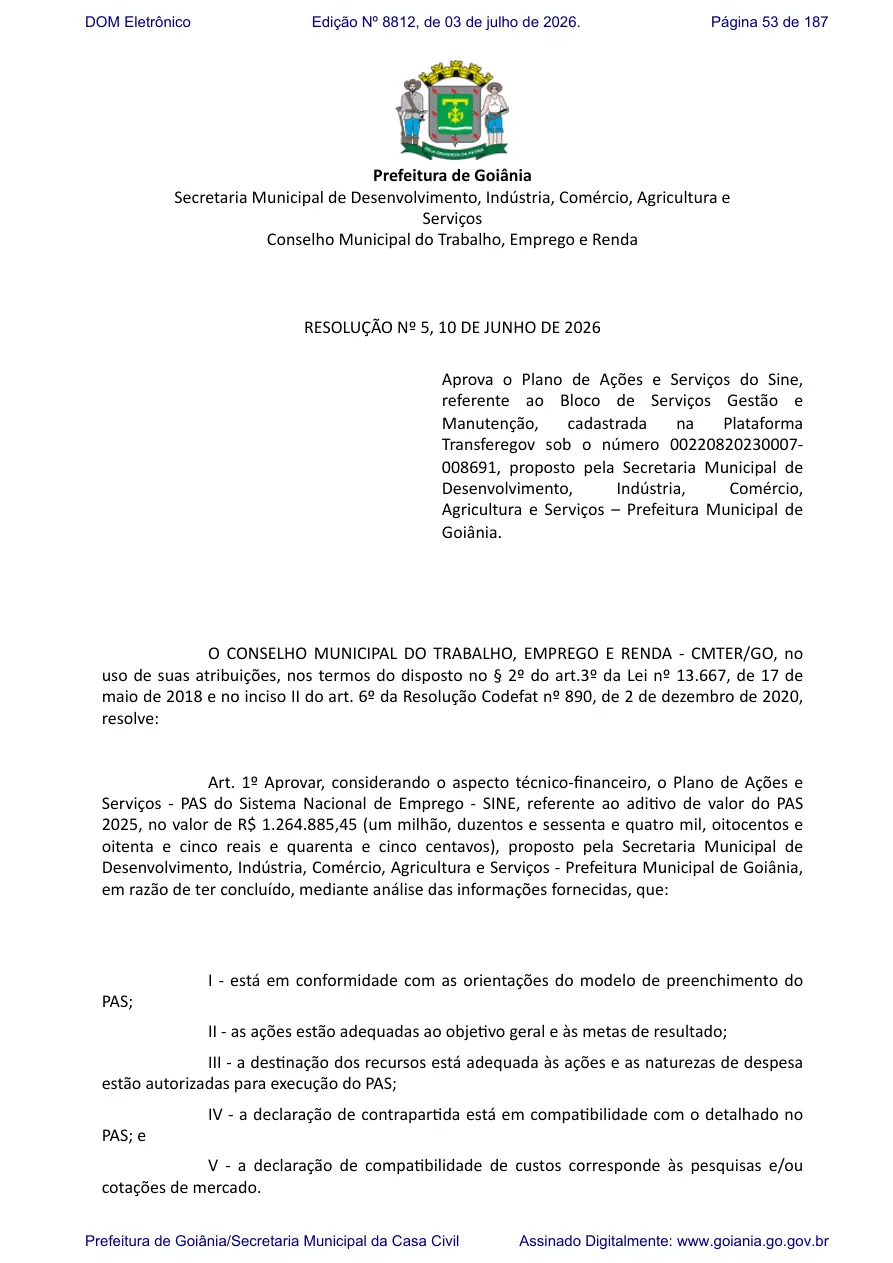 DOM Eletrônico Edição Nº 8812, de 03 de julho de 2026. Página 53 de 187
PELA GRANDEZA DA PÁTRIA
Prefeitura de Goiânia
Secretaria Municipal de Desenvolvimento, Indústria, Comércio, Agricultura e
Serviços
Conselho Municipal do Trabalho, Emprego e Renda
RESOLUÇÃO Nº 5, 10 DE JUNHO DE 2026
Aprova o Plano de Ações e Serviços do Sine,
referente ao Bloco de Serviços Gestão e
Manutenção, cadastrada na Plataforma
Transferegov sob o número 00220820230007-
008691, proposto pela Secretaria Municipal de
Desenvolvimento, Indústria, Comércio,
Agricultura e Serviços – Prefeitura Municipal de
Goiânia.
O CONSELHO MUNICIPAL DO TRABALHO, EMPREGO E RENDA - CMTER/GO, no
uso de suas atribuições, nos termos do disposto no § 2º do art.3º da Lei nº 13.667, de 17 de
maio de 2018 e no inciso II do art. 6º da Resolução Codefat nº 890, de 2 de dezembro de 2020,
resolve:
Art. 1º Aprovar, considerando o aspecto técnico-financeiro, o Plano de Ações e
Serviços - PAS do Sistema Nacional de Emprego - SINE, referente ao aditivo de valor do PAS
2025, no valor de R$ 1.264.885,45 (um milhão, duzentos e sessenta e quatro mil, oitocentos e
oitenta e cinco reais e quarenta e cinco centavos), proposto pela Secretaria Municipal de
Desenvolvimento, Indústria, Comércio, Agricultura e Serviços - Prefeitura Municipal de Goiânia,
em razão de ter concluído, mediante análise das informações fornecidas, que:
I - está em conformidade com as orientações do modelo de preenchimento do
PAS;
II - as ações estão adequadas ao objetivo geral e às metas de resultado;
III - a destinação dos recursos está adequada às ações e as naturezas de despesa
estão autorizadas para execução do PAS;
IV - a declaração de contrapartida está em compatibilidade com o detalhado no
PAS; e
V - a declaração de compatibilidade de custos corresponde às pesquisas e/ou
cotações de mercado.
Prefeitura de Goiânia/Secretaria Municipal da Casa Civil Assinado Digitalmente: www.goiania.go.gov.br